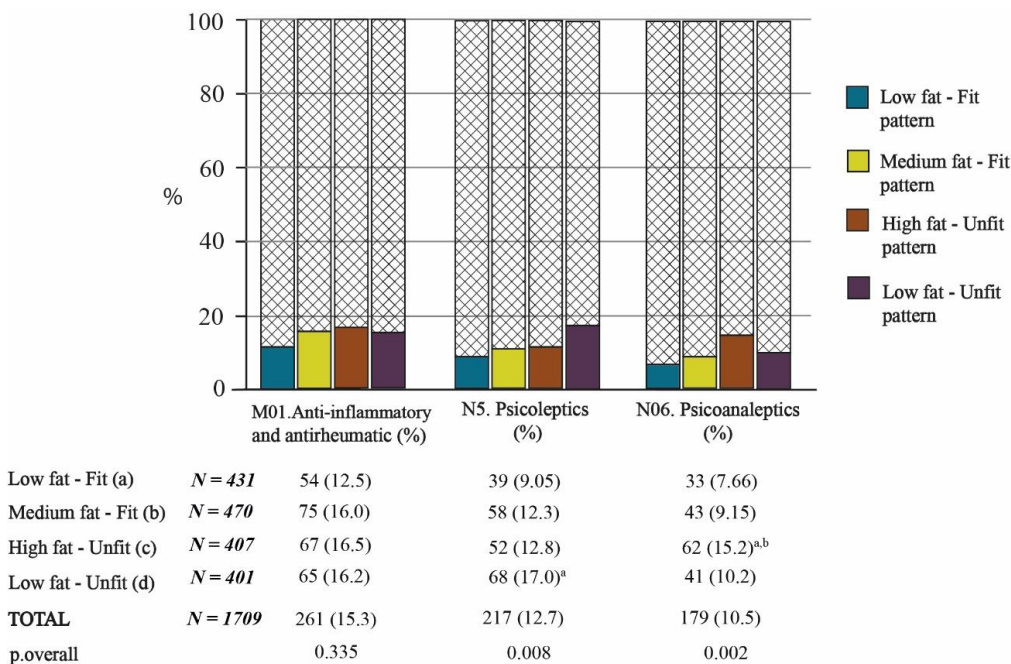 100
80
60
%
40
20
0
Low fat - Fit
pattern
Medium fat - Fit
pattern
High fat - Unfit
pattern
Low fat - Unfit
pattern
M01.Anti-inflammatory
and antirheumatic (%)
N5. Psicoleptics
(%)
N06. Psicoanaleptics
(%)
Low fat - Fit (a) N = 431 54 (12.5) 39 (9.05) 33 (7.66)
Medium fat - Fit (b) N = 470 75 (16.0) 58 (12.3) 43 (9.15)
High fat - Unfit (c) N = 407 67 (16.5) 52 (12.8) 62 (15.2)a,b
Low fat - Unfit (d) N = 401 65 (16.2) 68 (17.0)a 41 (10.2)
TOTAL N = 1709 261 (15.3) 217 (12.7) 179 (10.5)
p.overall 0.335 0.008 0.002